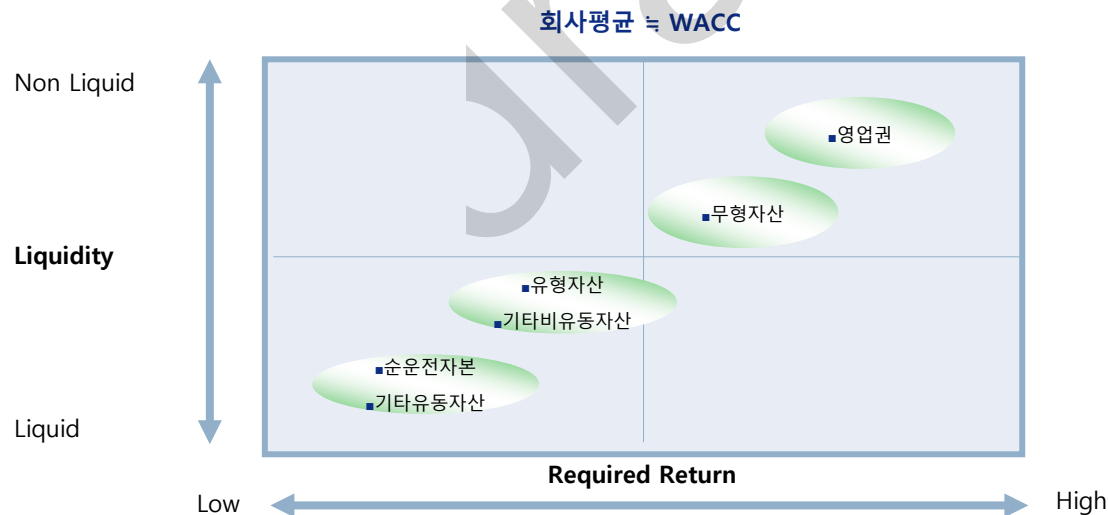 회사평균 ≒ WACC
Non Liquid
▪영업권
▪무형자산
Liquidity
▪유형자산
▪기타비유동자산
▪순운전자본
▪기타유동자산
Liquid
Required Return
Low
High